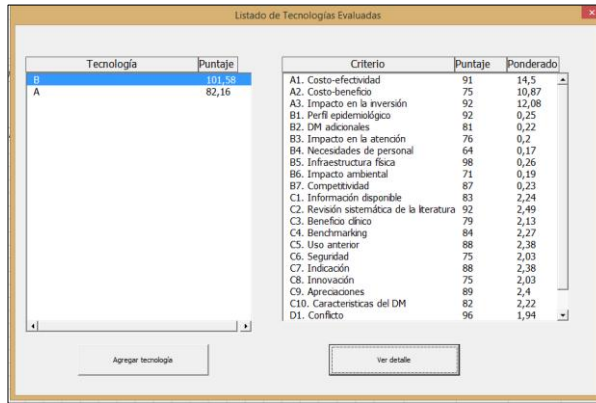 Listado de Tecnologías Evaluadas
Tecnología Puntaje
B 101,58
A 82,16
Criterio Puntaje Ponderado
A1. Costo-efectividad 91 14,5
A2. Costo-beneficio 75 10,87
A3. Impacto en la inversión 92 12,08
B1. Perfil epidemiológico 92 0,25
B2. DM adicionales 81 0,22
B3. Impacto en la atención 76 0,2
B4. Necesidades de personal 64 0,17
B5. Infraestructura física 98 0,26
B6. Impacto ambiental 71 0,19
B7. Competitividad 87 0,23
C1. Información disponible 83 2,24
C2. Revisión sistemática de la literatura 92 2,49
C3. Beneficio clínico 79 2,13
C4. Benchmarking 84 2,27
C5. Uso anterior 88 2,38
C6. Seguridad 75 2,03
C7. Indicación 88 2,38
C8. Innovación 75 2,03
C9. Apreciaciones 89 2,4
C10. Caracteristicas del DM 82 2,22
D1. Conflicto 96 1,94
Agregar tecnología
Ver detalle